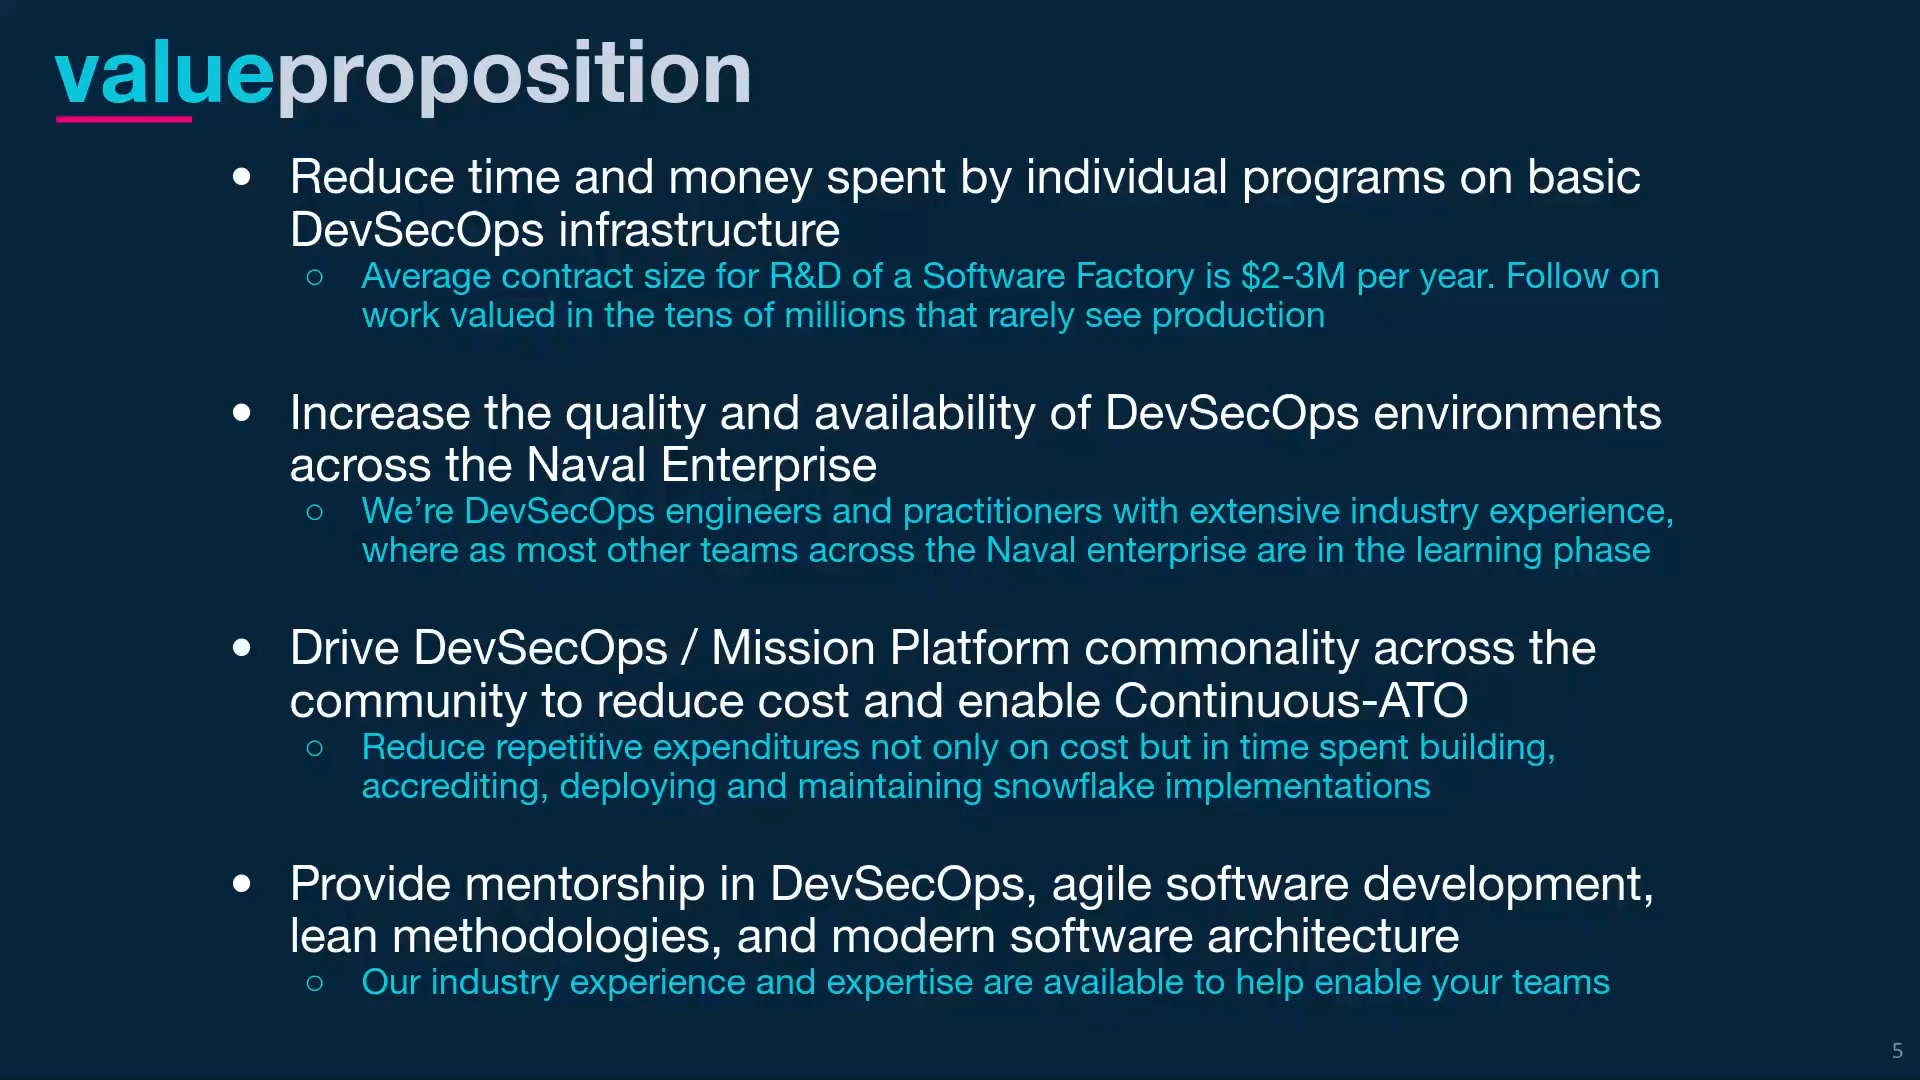 valueproposition
● Reduce time and money spent by individual programs on basic
DevSecOps infrastructure
○ Average contract size for R&D of a Software Factory is $2-3M per year. Follow on
work valued in the tens of millions that rarely see production
● Increase the quality and availability of DevSecOps environments
across the Naval Enterprise
○ We’re DevSecOps engineers and practitioners with extensive industry experience,
where as most other teams across the Naval enterprise are in the learning phase
● Drive DevSecOps / Mission Platform commonality across the
community to reduce cost and enable Continuous-ATO
○ Reduce repetitive expenditures not only on cost but in time spent building,
accrediting, deploying and maintaining snowflake implementations
● Provide mentorship in DevSecOps, agile software development,
lean methodologies, and modern software architecture
○ Our industry experience and expertise are available to help enable your teams
5